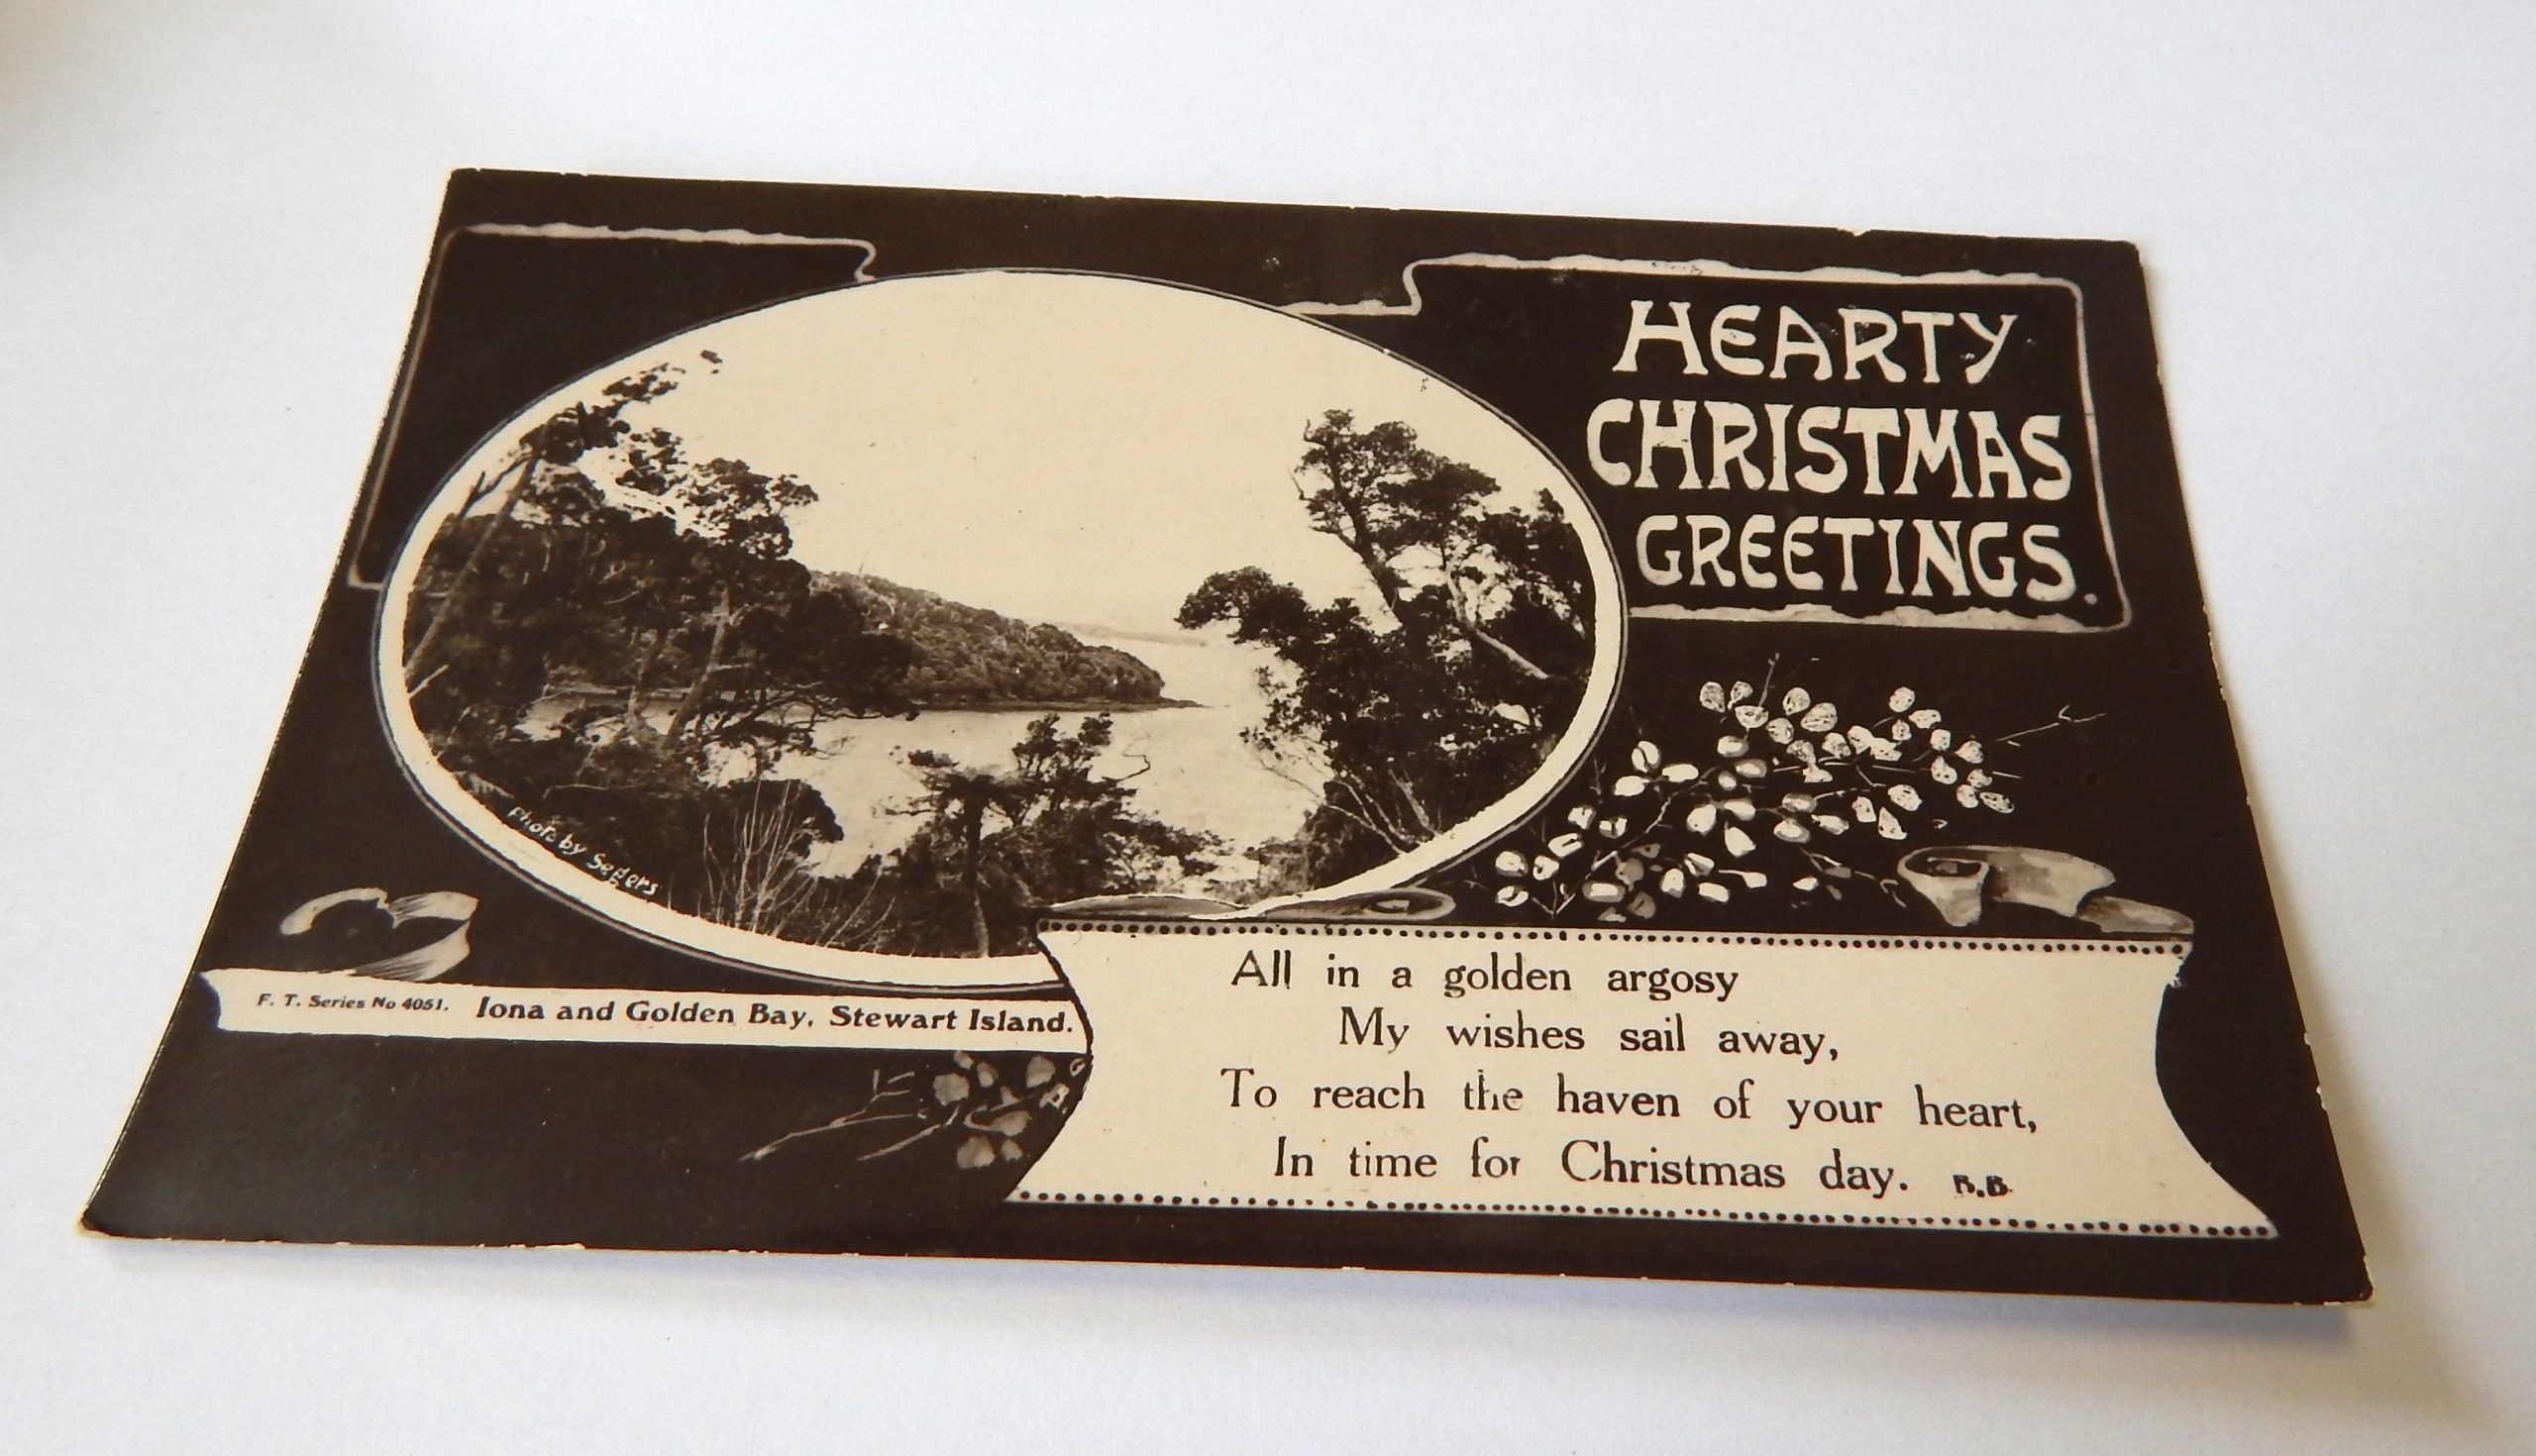 HEARTY
CHRISTMAS
GREETINGS.
Photo by Segers
F. T. Series No 4051. Iona and Golden Bay, Stewart Island.
All in a golden argosy
My wishes sail away,
To reach the haven of your heart,
In time for Christmas day. B.B.